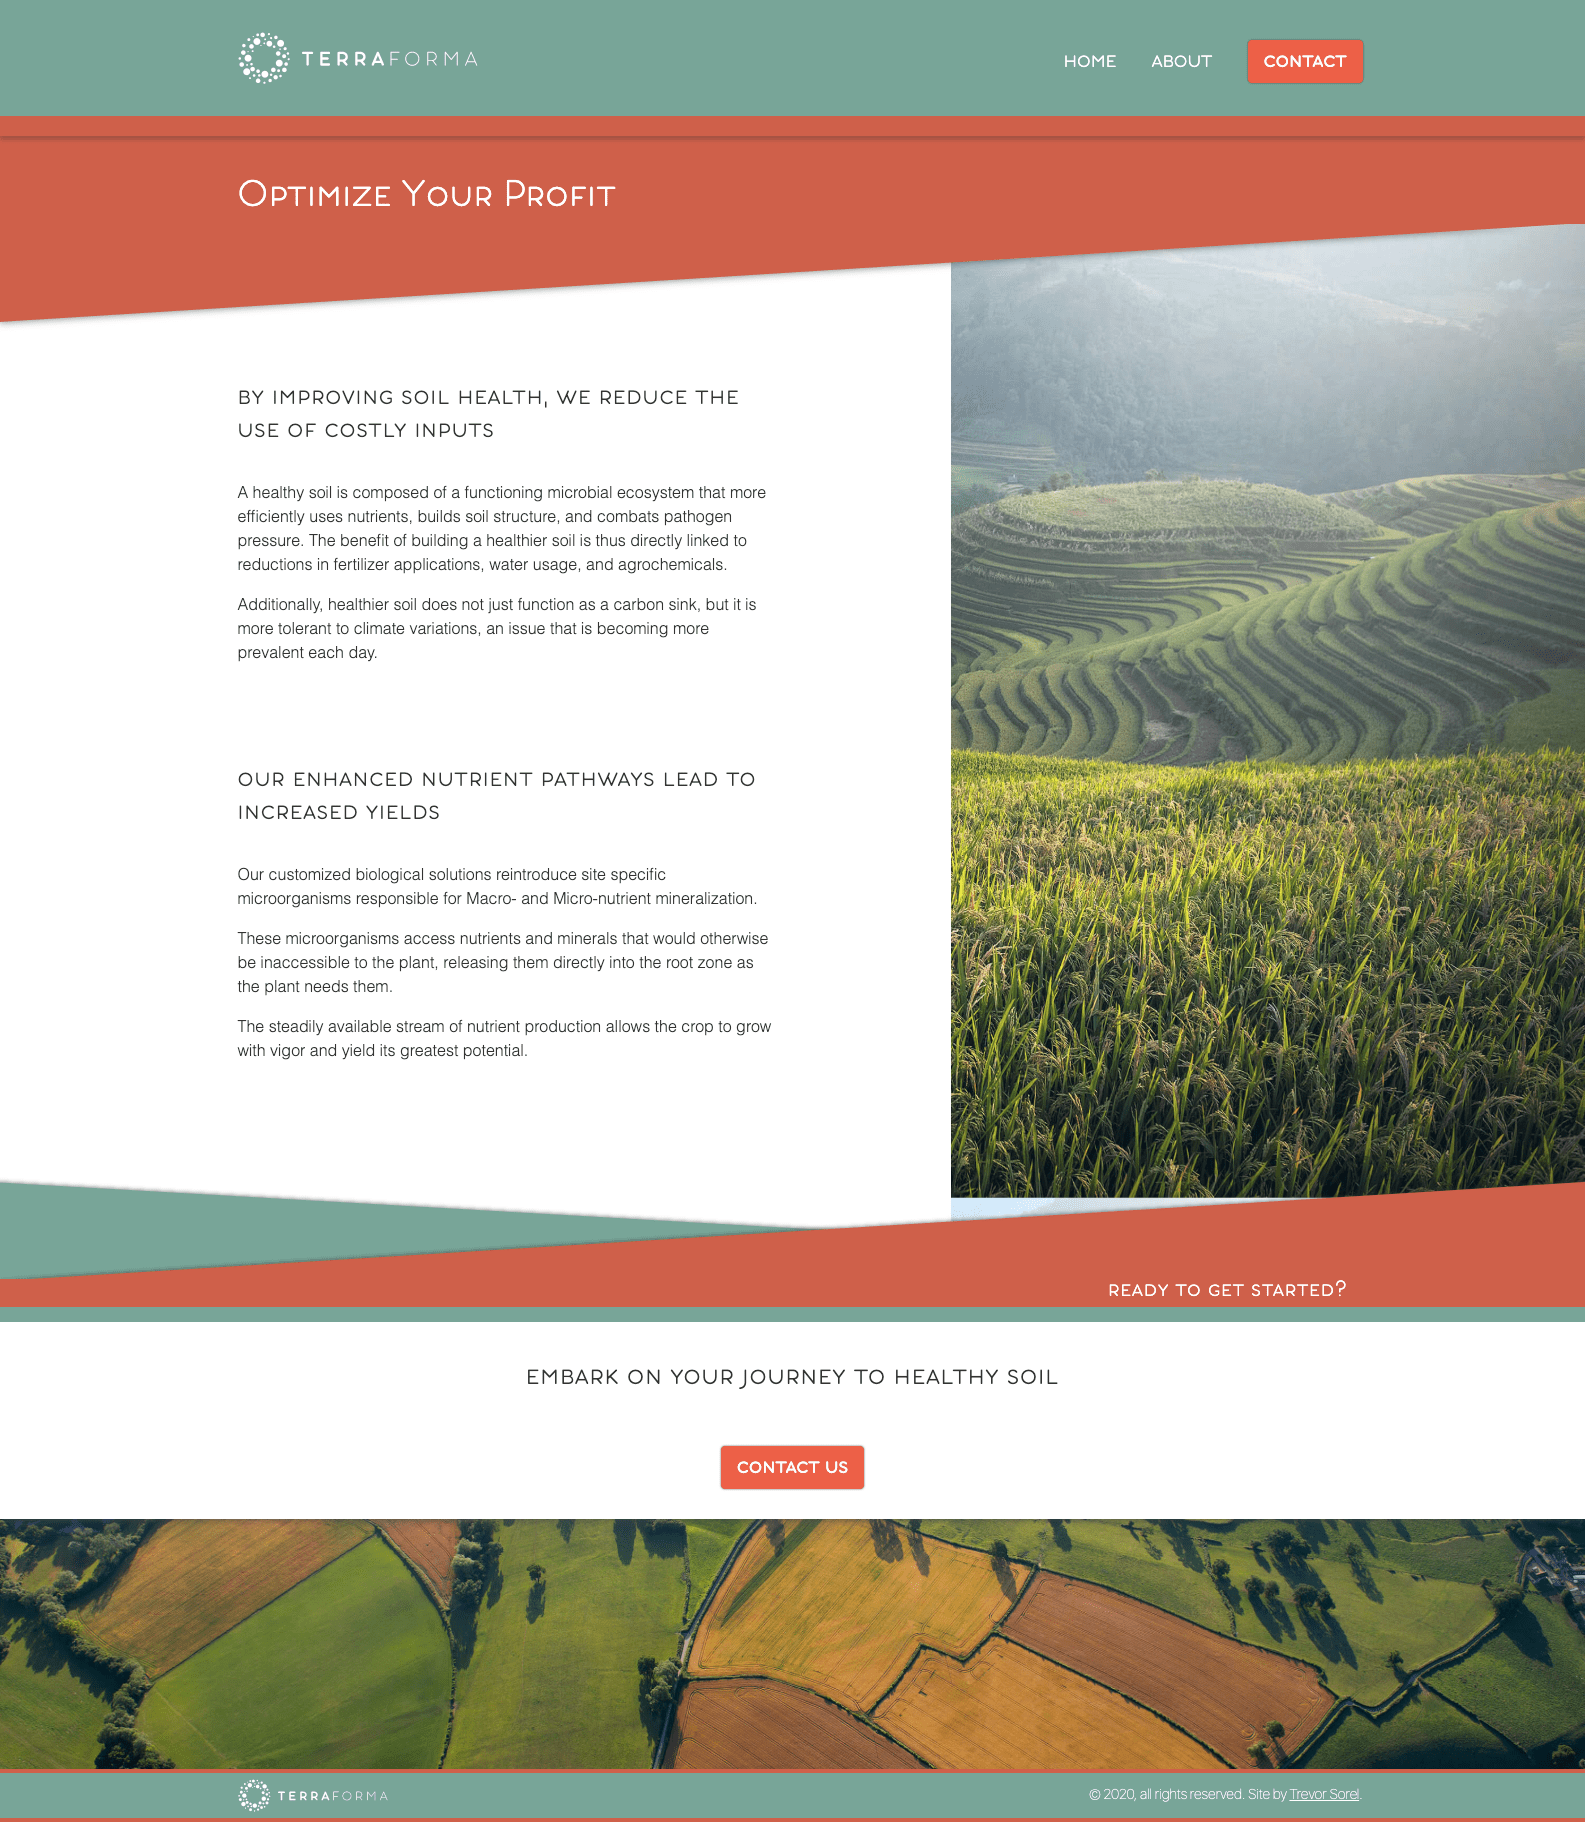 TERRAFORMA
HOME ABOUT CONTACT
Optimize Your Profit
BY IMPROVING SOIL HEALTH, WE REDUCE THE
USE OF COSTLY INPUTS
A healthy soil is composed of a functioning microbial ecosystem that more
efficiently uses nutrients, builds soil structure, and combats pathogen
pressure. The benefit of building a healthier soil is thus directly linked to
reductions in fertilizer applications, water usage, and agrochemicals.
Additionally, healthier soil does not just function as a carbon sink, but it is
more tolerant to climate variations, an issue that is becoming more
prevalent each day.
OUR ENHANCED NUTRIENT PATHWAYS LEAD TO
INCREASED YIELDS
Our customized biological solutions reintroduce site specific
microorganisms responsible for Macro- and Micro-nutrient mineralization.
These microorganisms access nutrients and minerals that would otherwise
be inaccessible to the plant, releasing them directly into the root zone as
the plant needs them.
The steadily available stream of nutrient production allows the crop to grow
with vigor and yield its greatest potential.
READY TO GET STARTED?
EMBARK ON YOUR JOURNEY TO HEALTHY SOIL
CONTACT US
TERRAFORMA
© 2020, all rights reserved. Site by Trevor Sorel.